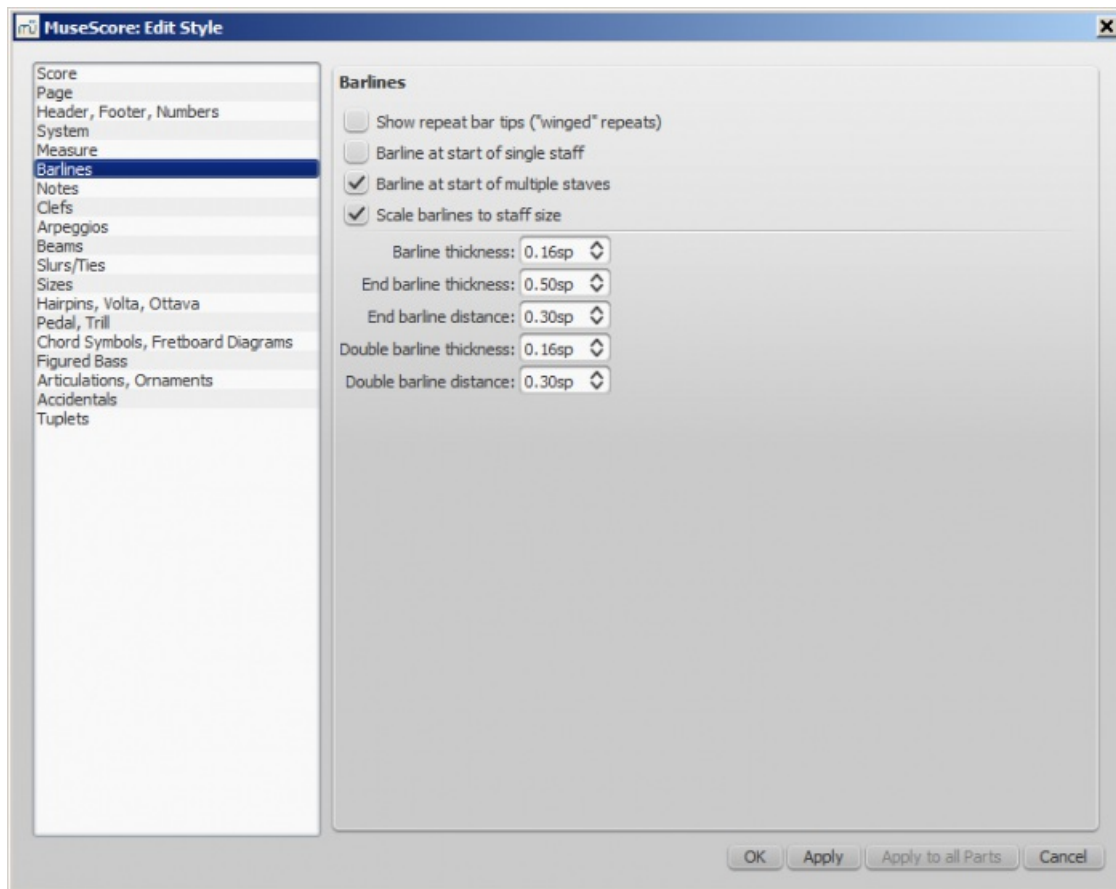 MuseScore: Edit Style
Score
Page
Header, Footer, Numbers
System
Measure
Barlines
Notes
Clefs
Arpeggios
Beams
Slurs/Ties
Sizes
Hairpins, Volta, Ottava
Pedal, Trill
Chord Symbols, Fretboard Diagrams
Figured Bass
Articulations, Ornaments
Accidentals
Tuplets
Barlines
Show repeat bar tips ("winged" repeats)
Barline at start of single staff
Barline at start of multiple staves
Scale barlines to staff size
Barline thickness: 0.16sp
End barline thickness: 0.50sp
End barline distance: 0.30sp
Double barline thickness: 0.16sp
Double barline distance: 0.30sp
OK Apply Apply to all Parts Cancel